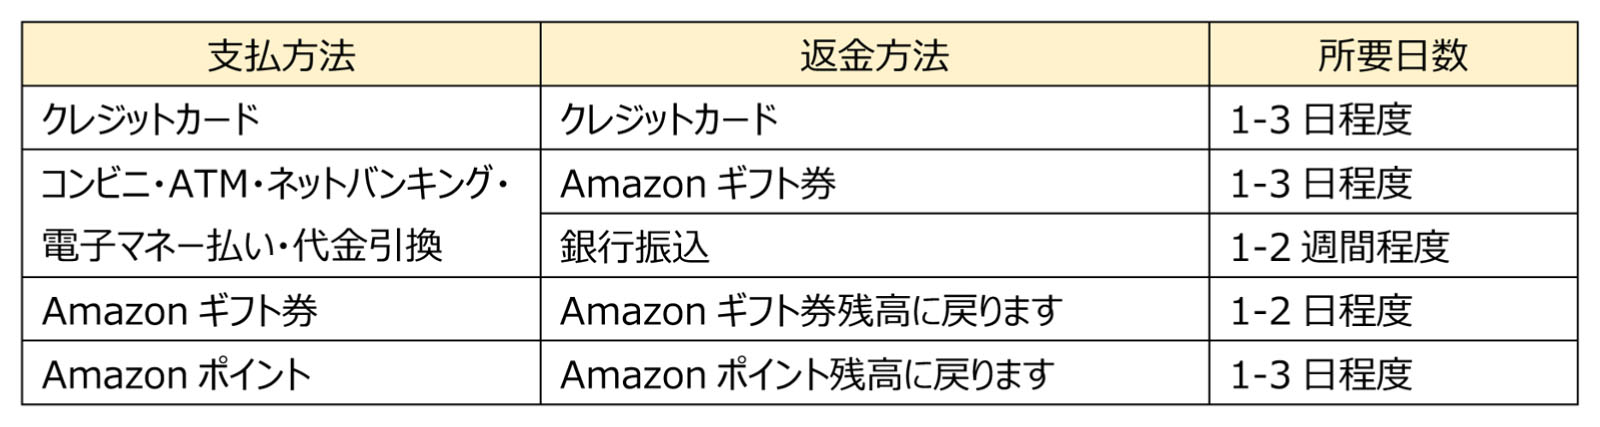 支払方法 返金方法 所要日数
クレジットカード クレジットカード 1-3 日程度
コンビニ・ATM・ネットバンキング・ Amazon ギフト券 1-3 日程度
電子マネー払い・代金引換 銀行振込 1-2 週間程度
Amazon ギフト券 Amazon ギフト券残高に戻ります 1-2 日程度
Amazon ポイント Amazon ポイント残高に戻ります 1-3 日程度